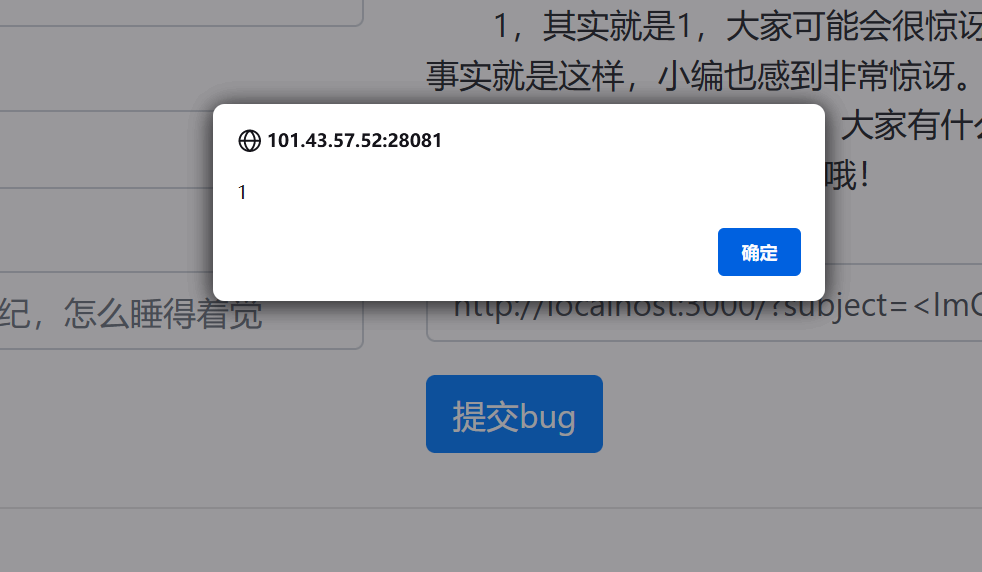 1，其实就是1，大家可能会很惊讶
事实就是这样，小编也感到非常惊讶。
大家有什么
哦！
101.43.57.52:28081
1
确定
纪，怎么睡得着觉
http://localhost:3000/?subject=<Im
提交bug